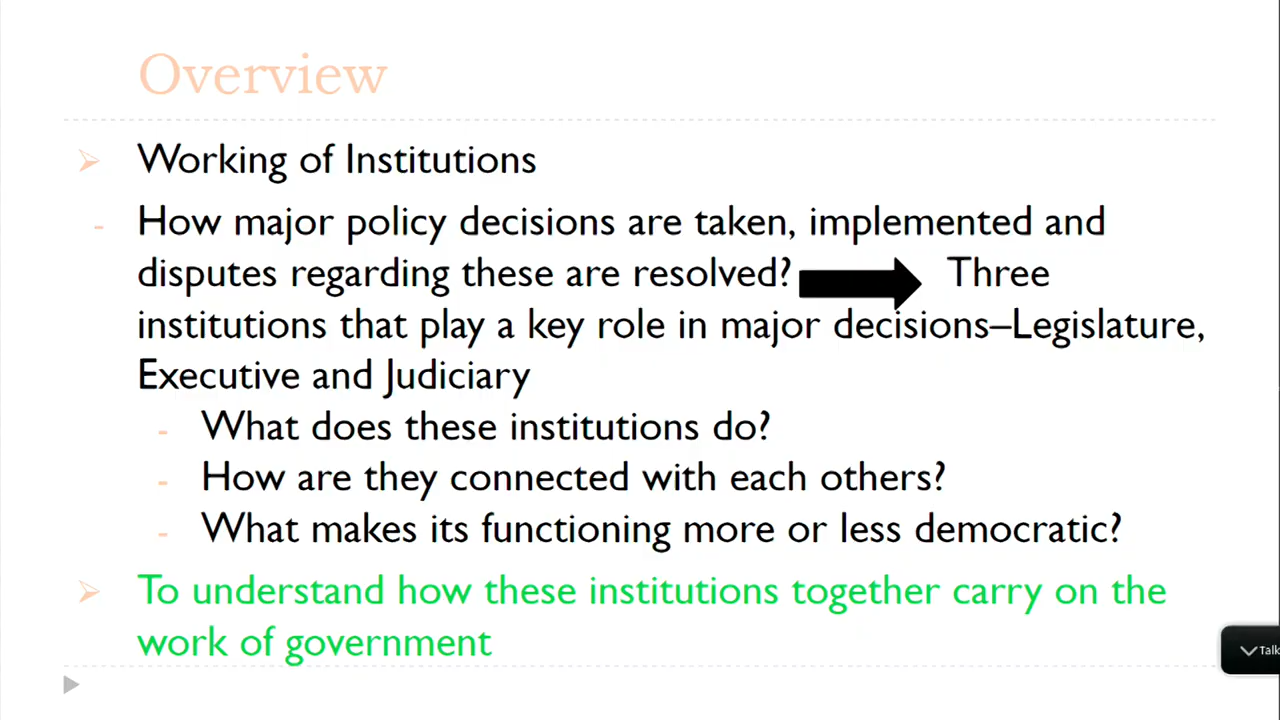 Overview
Working of Institutions
- How major policy decisions are taken, implemented and
disputes regarding these are resolved? Three
institutions that play a key role in major decisions–Legislature,
Executive and Judiciary
- What does these institutions do?
- How are they connected with each others?
- What makes its functioning more or less democratic?
To understand how these institutions together carry on the
work of government
Talk